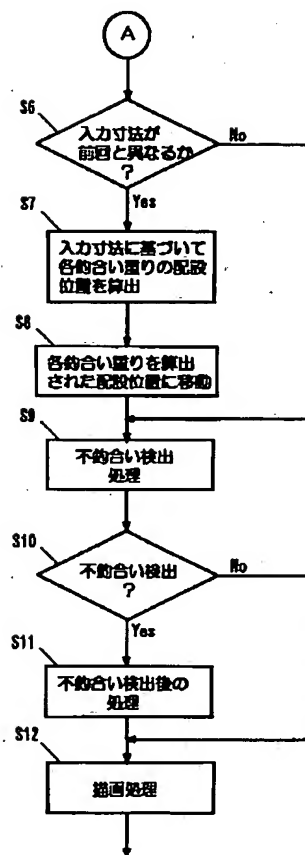 A
S6
入力寸法が
前回と異なるか
?
No
Yes
S7
入力寸法に基づいて
各釣合い重りの配設
位置を算出
S8
各釣合い重りを算出
された配設位置に移動
S9
不釣合い検出
処理
S10
不釣合い検出
?
No
Yes
S11
不釣合い検出後の
処理
S12
描画処理